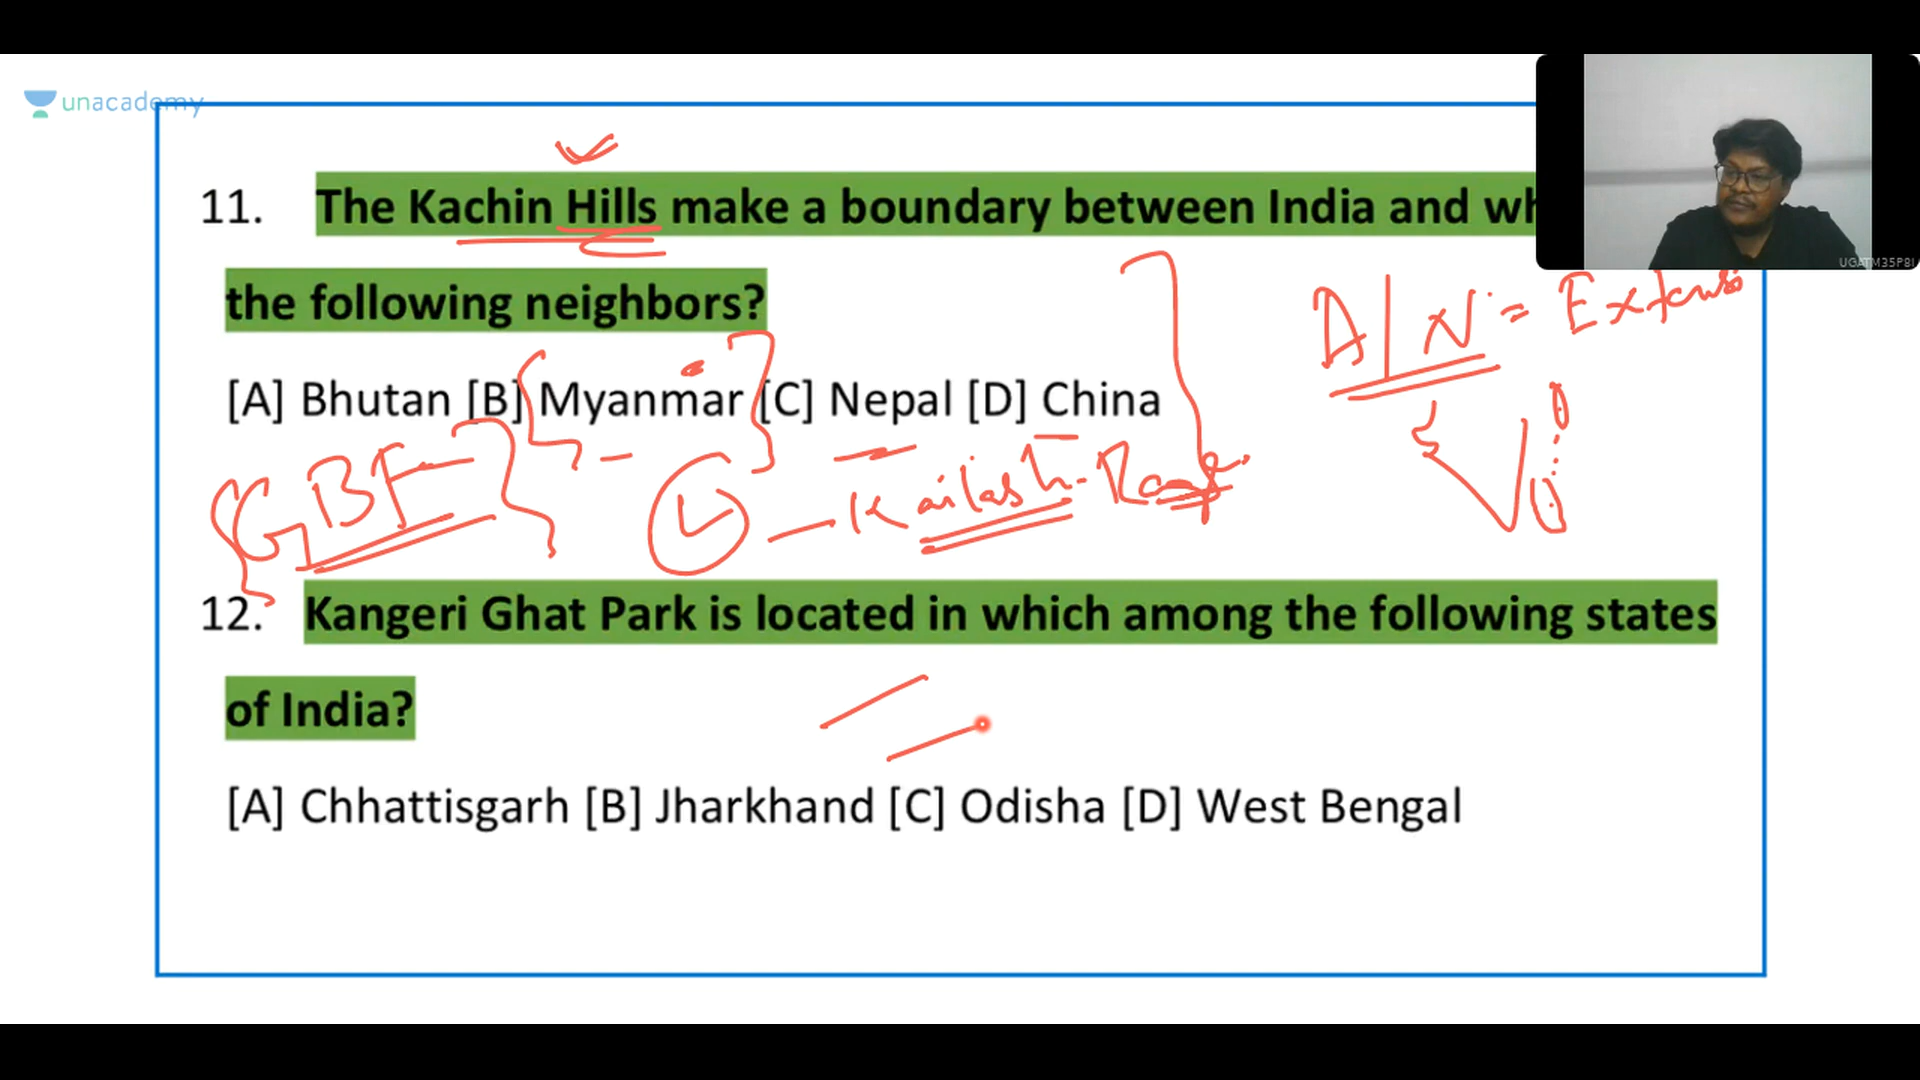 unacademy
11. The Kachin Hills make a boundary between India and wh
UGATM35P8I
the following neighbors?
A/N = Extens
[A] Bhutan [B] Myanmar [C] Nepal [D] China
GBF
L - Kailash Range
12. Kangeri Ghat Park is located in which among the following states
of India?
[A] Chhattisgarh [B] Jharkhand [C] Odisha [D] West Bengal